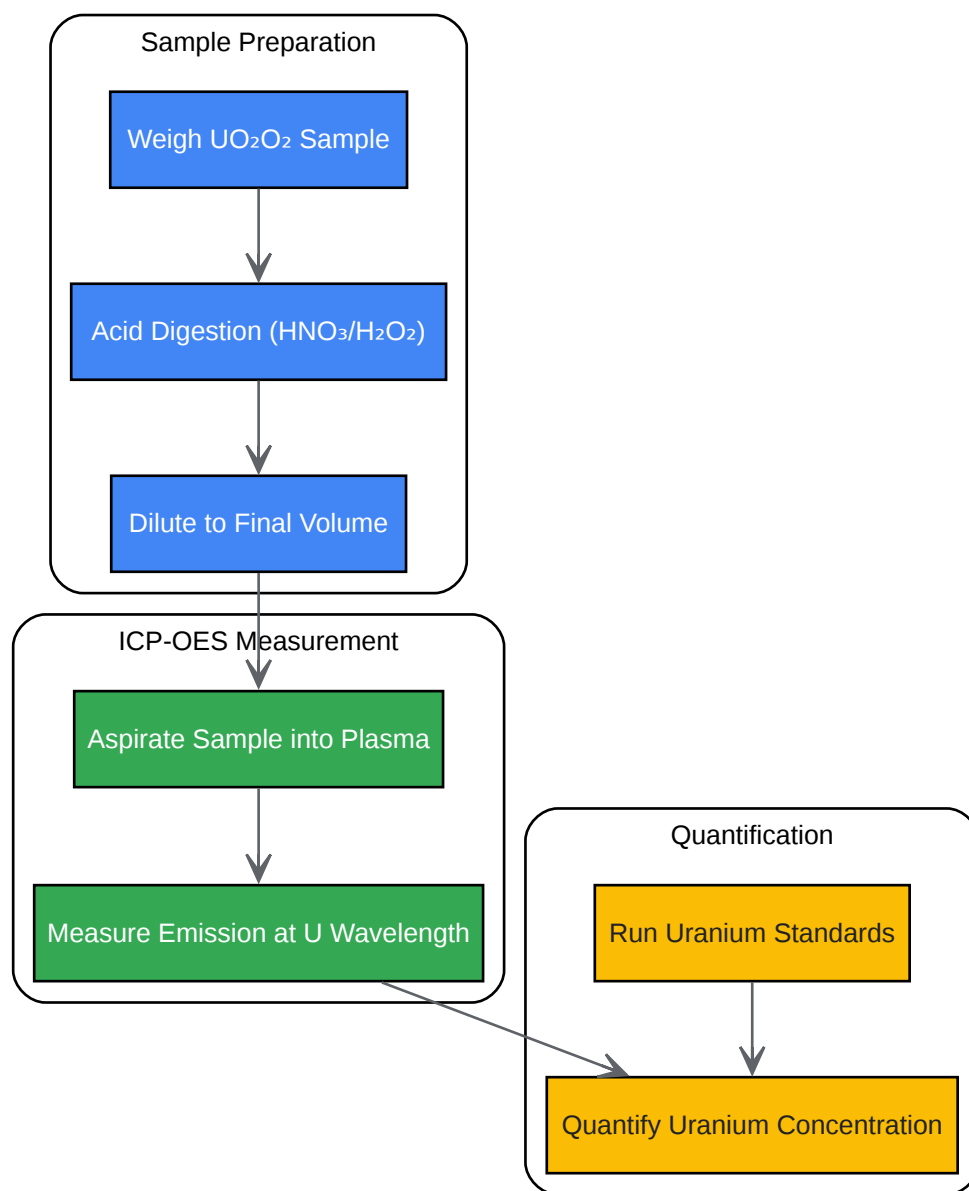 Sample Preparation
Weigh UO₂O₂ Sample
Acid Digestion (HNO₃/H₂O₂)
Dilute to Final Volume
ICP-OES Measurement
Aspirate Sample into Plasma
Measure Emission at U Wavelength
Quantification
Run Uranium Standards
Quantify Uranium Concentration